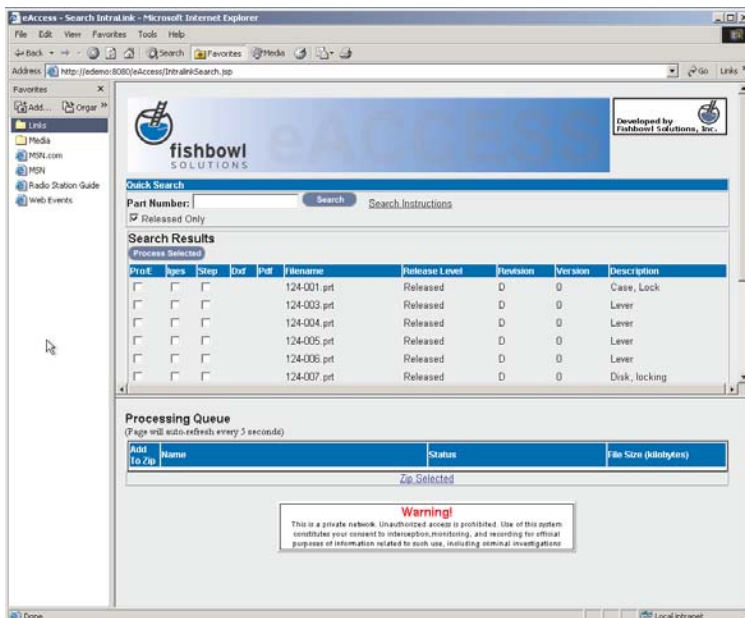 eAccess - Search IntraLink - Microsoft Internet Explorer
File Edit View Favorites Tools Help
Back Search Favorites Media
Address http://edemo:8080/eAccess/IntralinkSearch.jsp Go Links
Favorites
Add... Organ
Links
Media
MSN.com
MSN
Radio Station Guide
Web Events
fishbowl
SOLUTIONS
eACCESS
Developed by
Fishbowl Solutions, Inc.
Quick Search
Part Number: Search Search Instructions
Released Only
Search Results
Process Selected
Pro/E Iges Step Dxf Pdf Filename Release Level Revision Version Description
124-001.prt Released D 0 Case, Lock
124-003.prt Released D 0 Lever
124-004.prt Released D 0 Lever
124-005.prt Released D 0 Lever
124-006.prt Released D 0 Lever
124-007.prt Released D 0 Disk, locking
Processing Queue
(Page will auto-refresh every 5 seconds)
Add
To Zip Name Status File Size (kilobytes)
Zip Selected
Warning!
This is a private network. Unauthorized access is prohibited. Use of this system
constitutes your consent to interception, monitoring, and recording for official
purposes of information related to such use, including criminal investigations
Done Local intranet